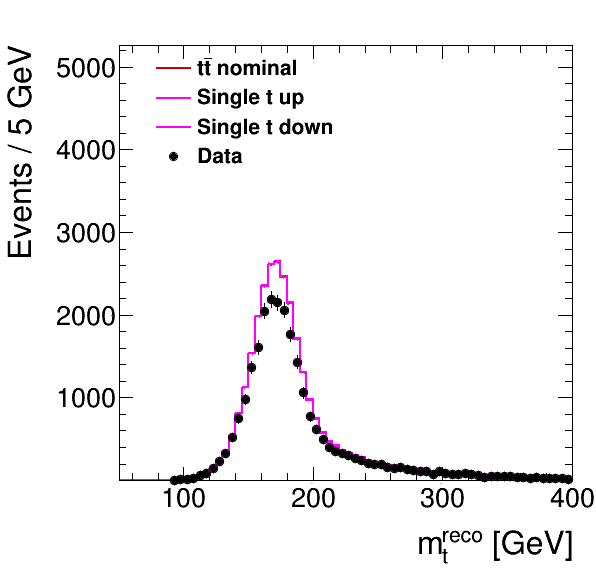 Events / 5 GeV
5000
4000
3000
2000
1000
tt̄ nominal
Single t up
Single t down
Data
100 200 300 400
m_t^reco [GeV]